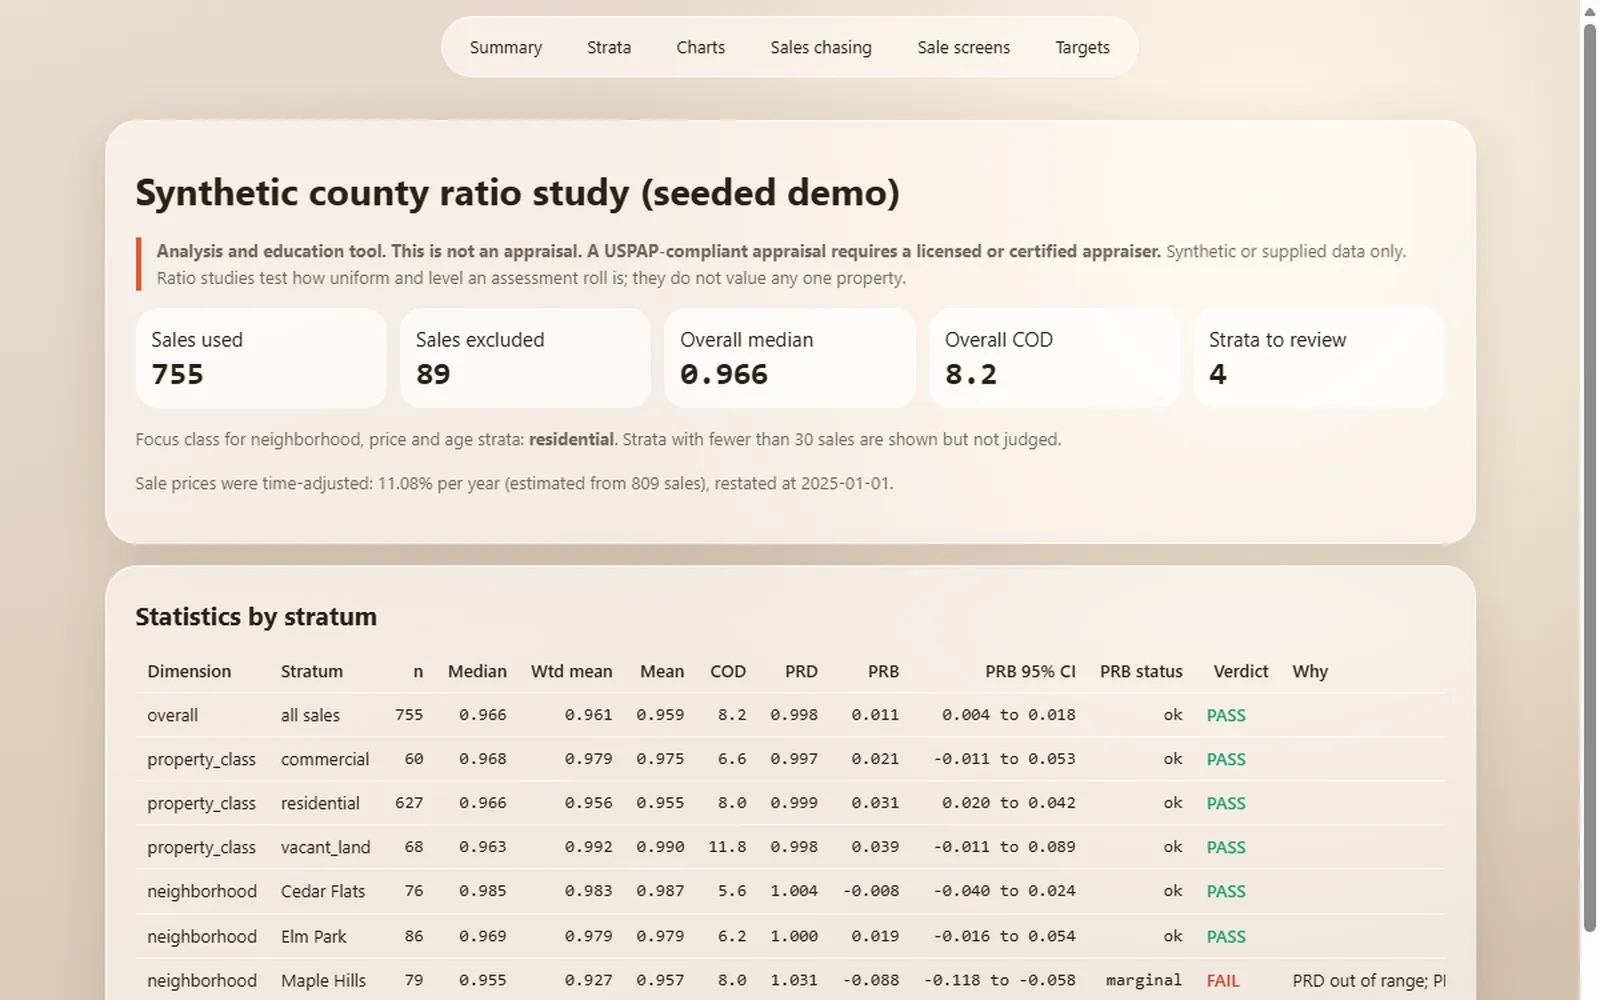 Summary Strata Charts Sales chasing Sale screens Targets
Synthetic county ratio study (seeded demo)
Analysis and education tool. This is not an appraisal. A USPAP-compliant appraisal requires a licensed or certified appraiser. Synthetic or supplied data only.
Ratio studies test how uniform and level an assessment roll is; they do not value any one property.
Sales used Sales excluded Overall median Overall COD Strata to review
755 89 0.966 8.2 4
Focus class for neighborhood, price and age strata: residential. Strata with fewer than 30 sales are shown but not judged.
Sale prices were time-adjusted: 11.08% per year (estimated from 809 sales), restated at 2025-01-01.
Statistics by stratum
Dimension Stratum n Median Wtd mean Mean COD PRD PRB PRB 95% CI PRB status Verdict Why
overall all sales 755 0.966 0.961 0.959 8.2 0.998 0.011 0.004 to 0.018 ok PASS
property_class commercial 60 0.968 0.979 0.975 6.6 0.997 0.021 -0.011 to 0.053 ok PASS
property_class residential 627 0.966 0.956 0.955 8.0 0.999 0.031 0.020 to 0.042 ok PASS
property_class vacant_land 68 0.963 0.992 0.990 11.8 0.998 0.039 -0.011 to 0.089 ok PASS
neighborhood Cedar Flats 76 0.985 0.983 0.987 5.6 1.004 -0.008 -0.040 to 0.024 ok PASS
neighborhood Elm Park 86 0.969 0.979 0.979 6.2 1.000 0.019 -0.016 to 0.054 ok PASS
neighborhood Maple Hills 79 0.955 0.927 0.957 8.0 1.031 -0.088 -0.118 to -0.058 marginal FAIL PRD out of range;